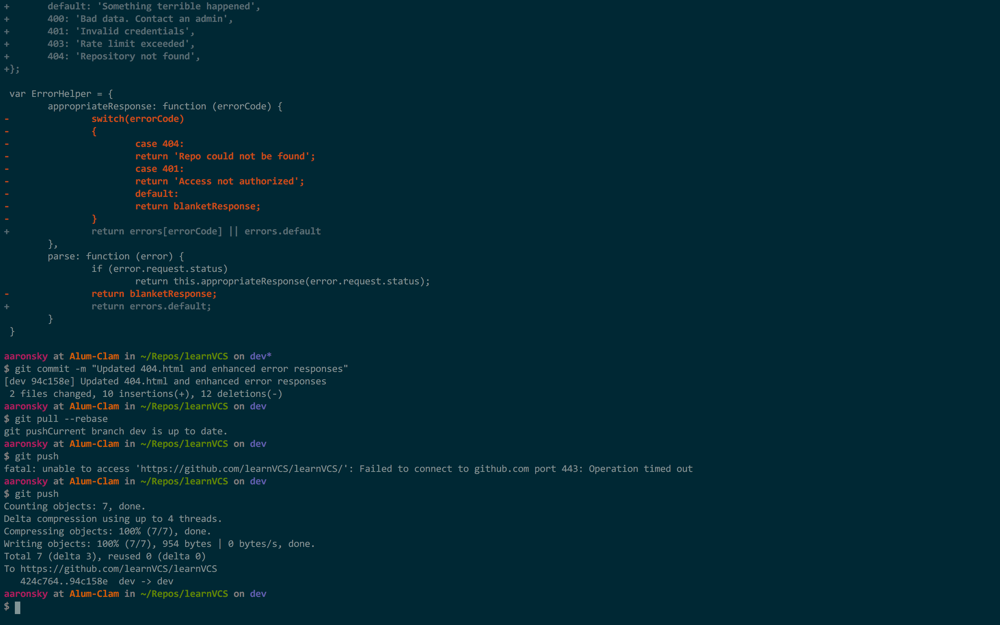 +       default: 'Something terrible happened',
+       400: 'Bad data. Contact an admin',
+       401: 'Invalid credentials',
+       403: 'Rate limit exceeded',
+       404: 'Repository not found',
+};

 var ErrorHelper = {
        appropriateResponse: function (errorCode) {
-               switch(errorCode)
-               {
-                       case 404:
-                       return 'Repo could not be found';
-                       case 401:
-                       return 'Access not authorized';
-                       default:
-                       return blanketResponse;
-               }
+               return errors[errorCode] || errors.default
        },
        parse: function (error) {
                if (error.request.status)
                        return this.appropriateResponse(error.request.status);
-               return blanketResponse;
+               return errors.default;
        }
 }

aaronsky at Alum-Clam in ~/Repos/learnVCS on dev*
$ git commit -m "Updated 404.html and enhanced error responses"
[dev 94c158e] Updated 404.html and enhanced error responses
 2 files changed, 10 insertions(+), 12 deletions(-)
aaronsky at Alum-Clam in ~/Repos/learnVCS on dev
$ git pull --rebase
git pushCurrent branch dev is up to date.
aaronsky at Alum-Clam in ~/Repos/learnVCS on dev
$ git push
fatal: unable to access 'https://github.com/learnVCS/learnVCS/': Failed to connect to github.com port 443: Operation timed out
aaronsky at Alum-Clam in ~/Repos/learnVCS on dev
$ git push
Counting objects: 7, done.
Delta compression using up to 4 threads.
Compressing objects: 100% (7/7), done.
Writing objects: 100% (7/7), 954 bytes | 0 bytes/s, done.
Total 7 (delta 3), reused 0 (delta 0)
To https://github.com/learnVCS/learnVCS
   424c764..94c158e  dev -> dev
aaronsky at Alum-Clam in ~/Repos/learnVCS on dev
$